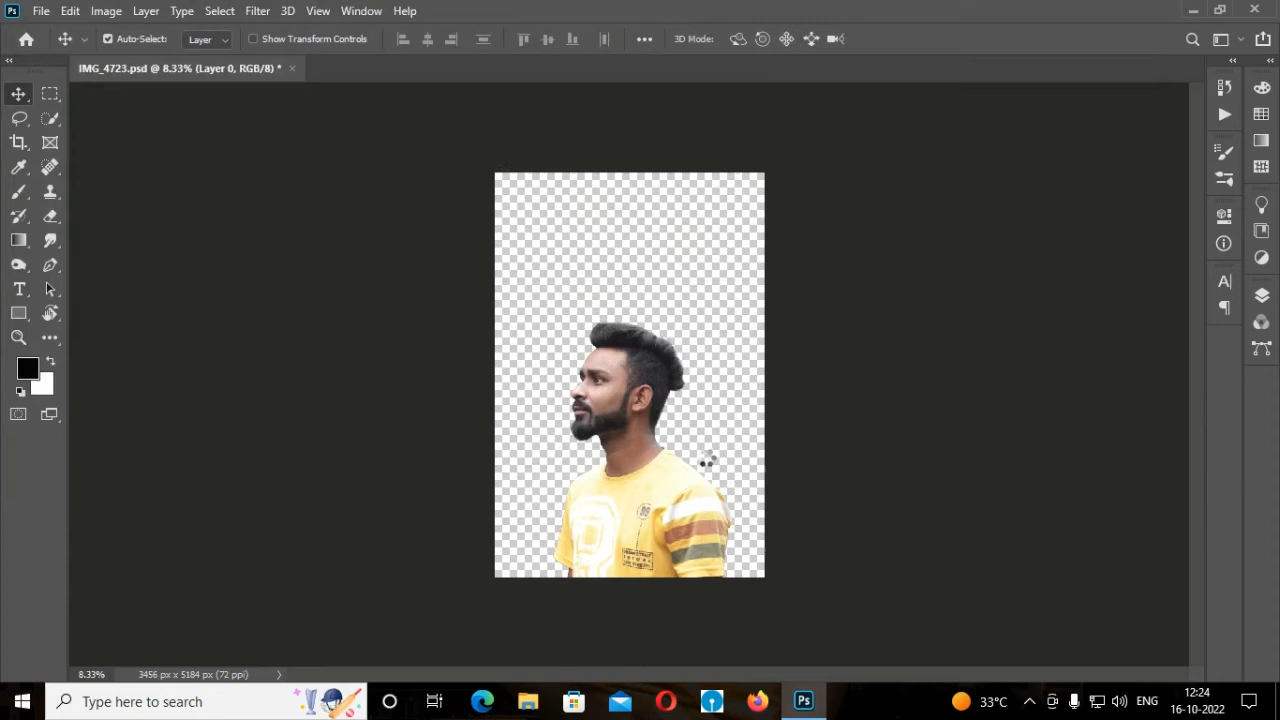 Ps File Edit Image Layer Type Select Filter 3D View Window Help
Auto-Select: Layer Show Transform Controls 3D Mode:
IMG_4723.psd @ 8.33% (Layer 0, RGB/8) *
8.33% 3456 px x 5184 px (72 ppi)
Type here to search Ps 33°C ENG 12:24
16-10-2022